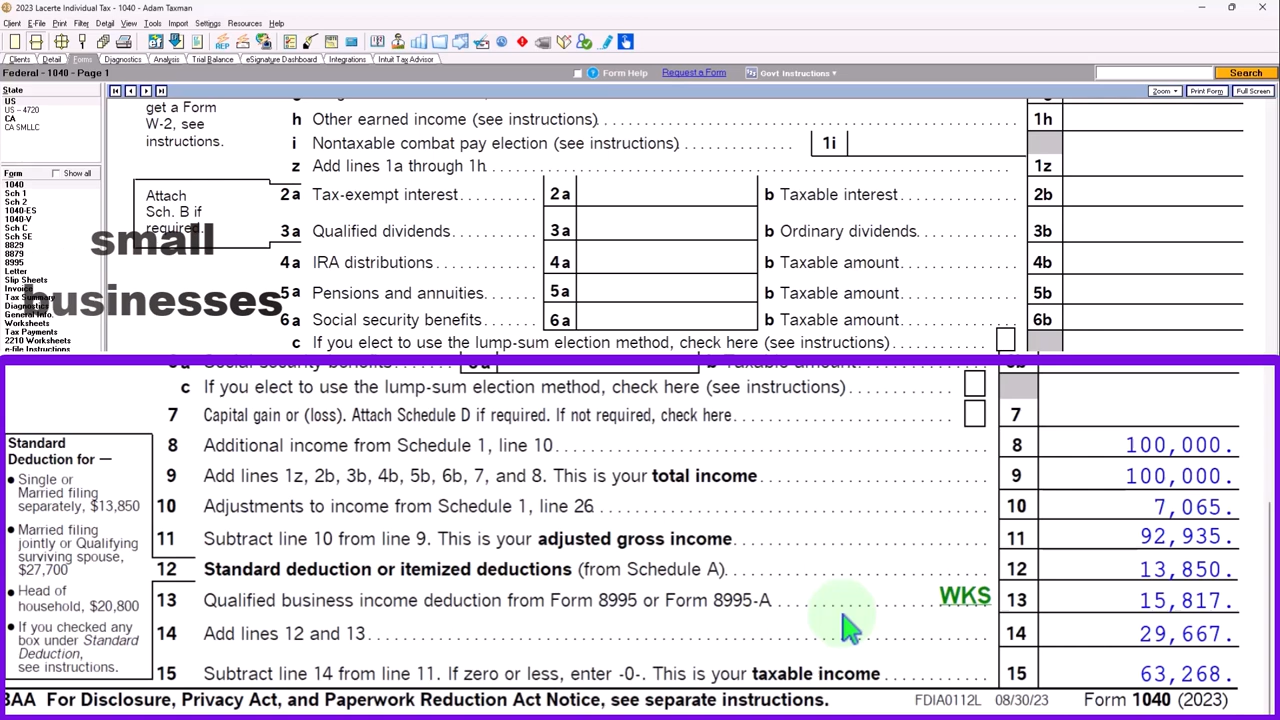 2023 Lacerte Individual Tax - 1040 - Adam Taxman
Client E-File Print Filter Detail View Tools Import Settings Resources Help
Clients Detail Forms Diagnostics Analysis Trial Balance eSignature Dashboard Integrations Intuit Tax Advisor
Federal - 1040 - Page 1 Form Help Request a Form Govt Instructions Search
State
US
US - 4720
CA
CA SMLLC
Form Show all
1040
Sch 1
Sch 2
1040-ES
1040-V
Sch C
Sch SE
8829
8879
8995
Letter
Slip Sheets
Invoice
Tax Summary
Diagnostics
General Info.
Worksheets
Tax Payments
2210 Worksheets
e-file Instructions
Zoom Print Form Full Screen
get a Form
W-2, see
instructions.
h Other earned income (see instructions) 1h
i Nontaxable combat pay election (see instructions) 1i
z Add lines 1a through 1h 1z
Attach
Sch. B if
required.
2a Tax-exempt interest 2a b Taxable interest 2b
3a Qualified dividends 3a b Ordinary dividends 3b
4a IRA distributions 4a b Taxable amount 4b
5a Pensions and annuities 5a b Taxable amount 5b
6a Social security benefits 6a b Taxable amount 6b
c If you elect to use the lump-sum election method, check here (see instructions)
small
businesses
c If you elect to use the lump-sum election method, check here (see instructions)
7 Capital gain or (loss). Attach Schedule D if required. If not required, check here 7
Standard
Deduction for —
• Single or
Married filing
separately, $13,850
• Married filing
jointly or Qualifying
surviving spouse,
$27,700
• Head of
household, $20,800
• If you checked any
box under Standard
Deduction,
see instructions.
8 Additional income from Schedule 1, line 10 8 100,000.
9 Add lines 1z, 2b, 3b, 4b, 5b, 6b, 7, and 8. This is your total income 9 100,000.
10 Adjustments to income from Schedule 1, line 26 10 7,065.
11 Subtract line 10 from line 9. This is your adjusted gross income 11 92,935.
12 Standard deduction or itemized deductions (from Schedule A) 12 13,850.
13 Qualified business income deduction from Form 8995 or Form 8995-A WKS 13 15,817.
14 Add lines 12 and 13 14 29,667.
15 Subtract line 14 from line 11. If zero or less, enter -0-. This is your taxable income 15 63,268.
BAA For Disclosure, Privacy Act, and Paperwork Reduction Act Notice, see separate instructions. FDIA0112L 08/30/23 Form 1040 (2023)